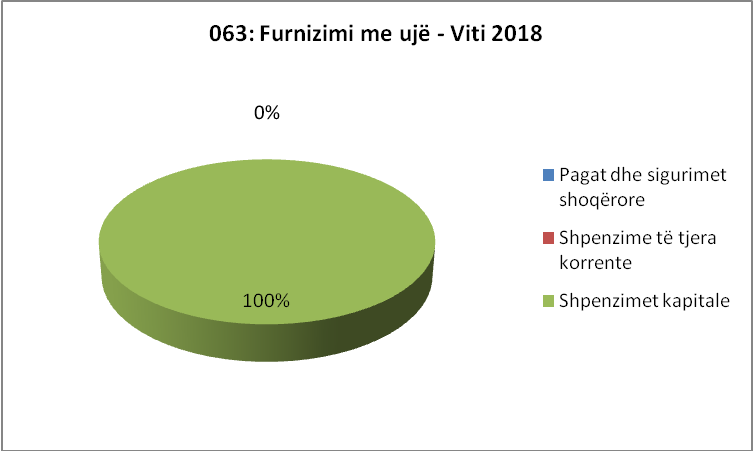 063: Furnizimi me ujë - Viti 2018
0%
100%
Pagat dhe sigurimet
shoqërore
Shpenzime të tjera
korrente
Shpenzimet kapitale